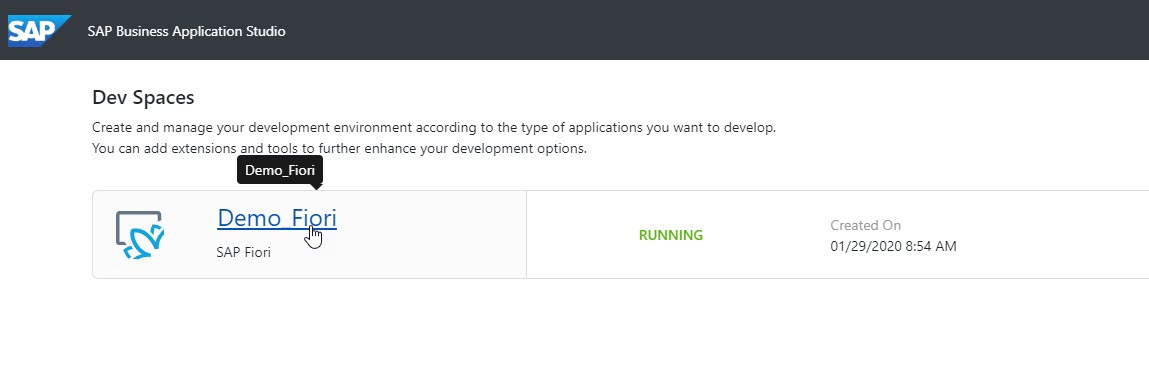 SAP
SAP Business Application Studio
Dev Spaces
Create and manage your development environment according to the type of applications you want to develop.
You can add extensions and tools to further enhance your development options.
Demo_Fiori
Demo_Fiori
SAP Fiori
RUNNING
Created On
01/29/2020 8:54 AM